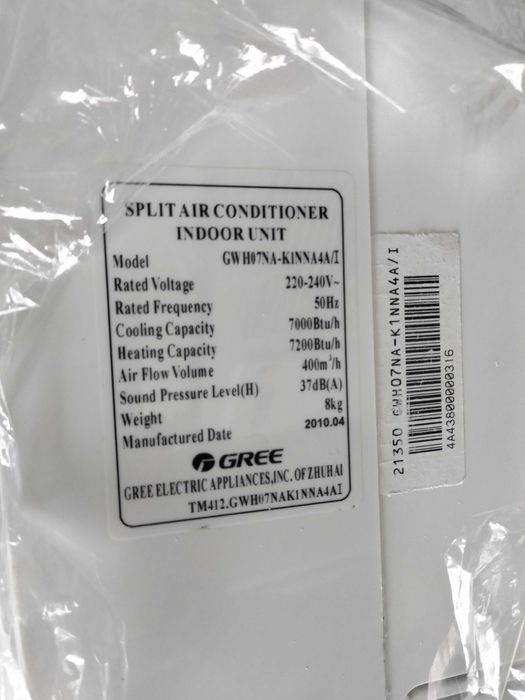 SPLIT AIR CONDITIONER
INDOOR UNIT
Model GWH07NA-K1NNA4A/I
Rated Voltage 220-240V~
Rated Frequency 50Hz
Cooling Capacity 7000Btu/h
Heating Capacity 7200Btu/h
Air Flow Volume 400m³/h
Sound Pressure Level(H) 37dB(A)
Weight 8kg
Manufactured Date 2010.04
GREE
GREE ELECTRIC APPLIANCES,INC. OF ZHUHAI
TM412.GWH07NAK1NNA4AI
21350 GWH07NA-K1NNA4A/I
4A43800000316